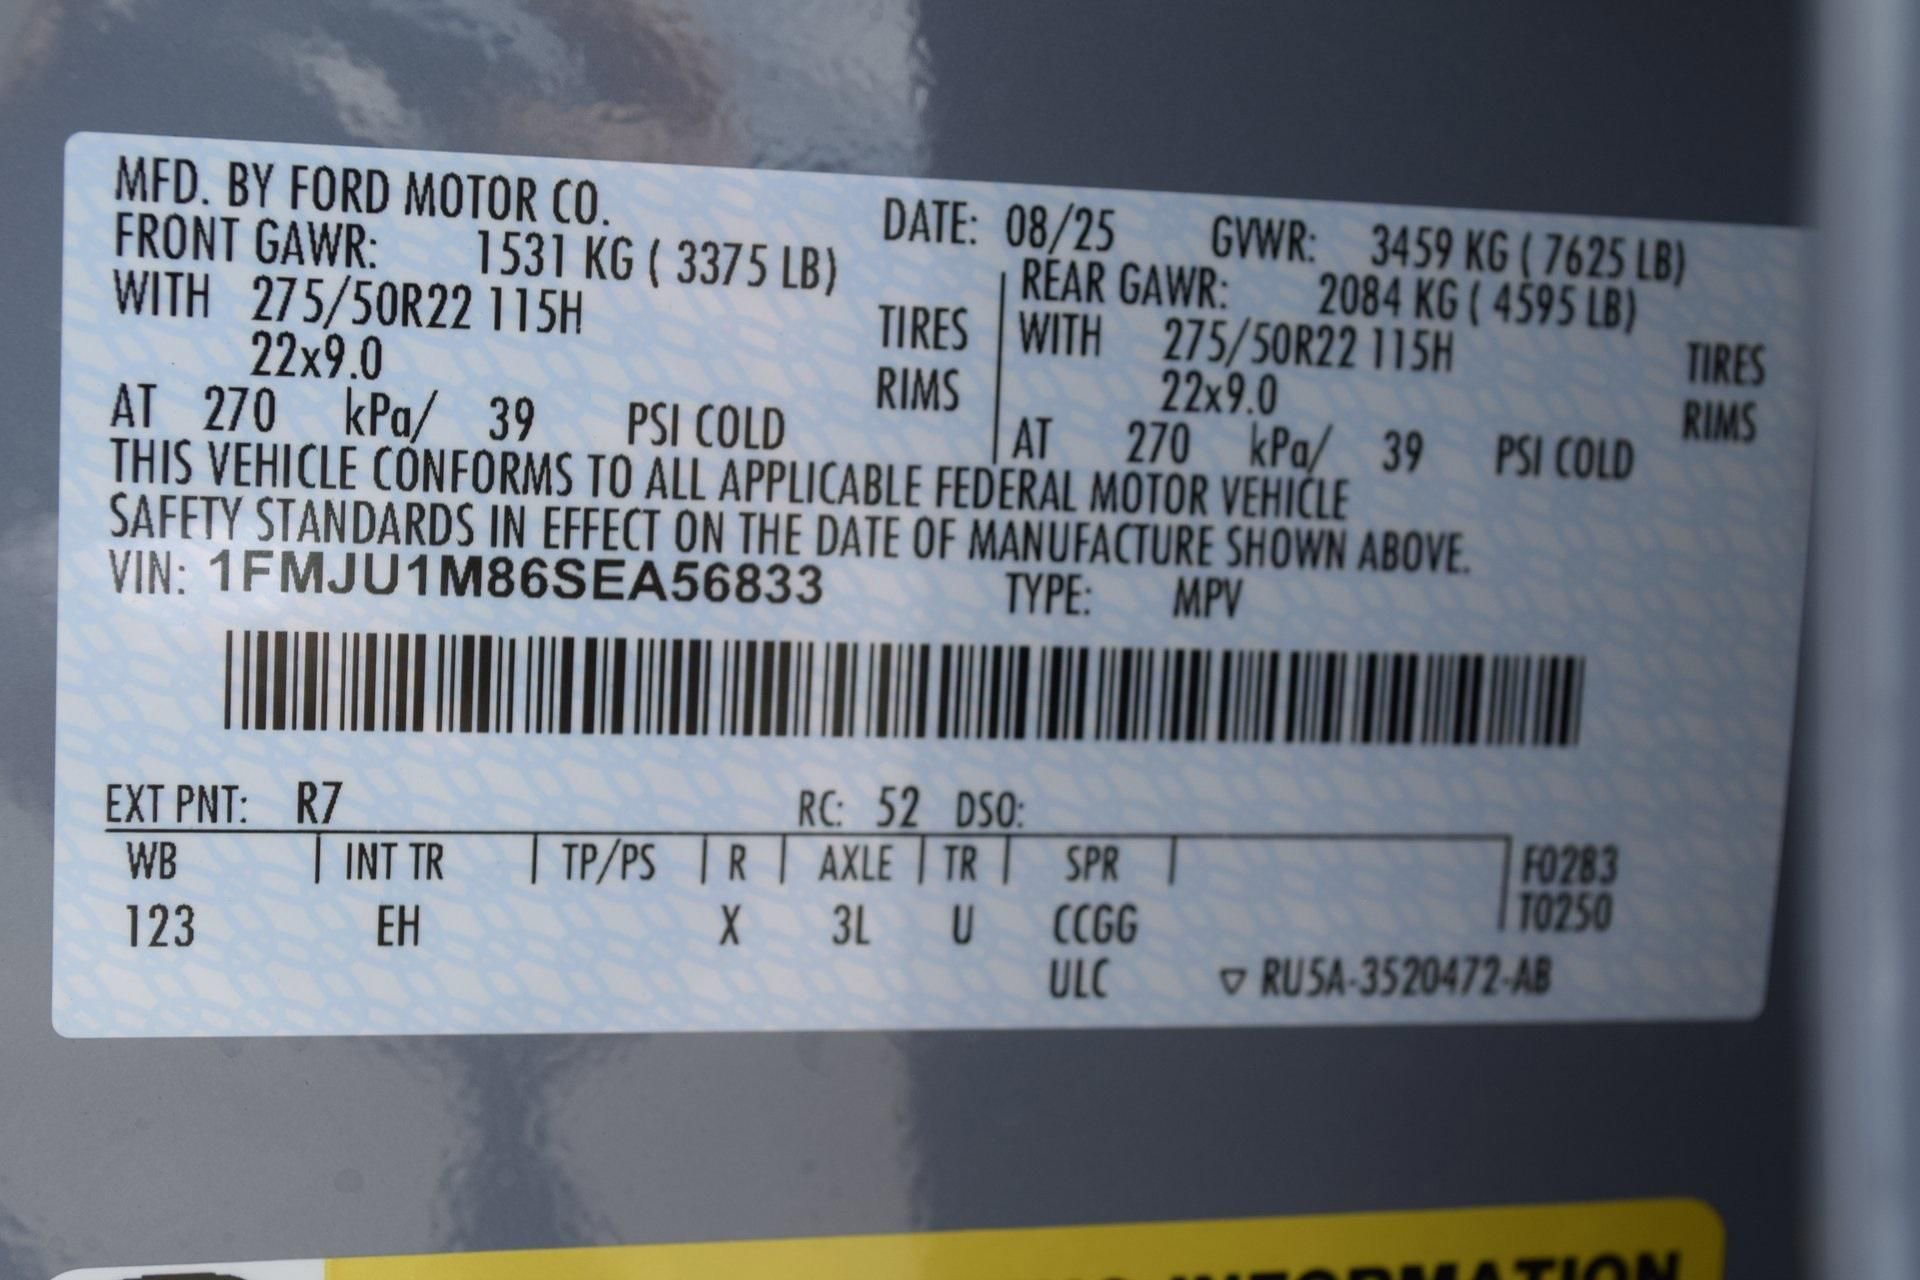 MFD. BY FORD MOTOR CO.
DATE: 08/25 GVWR: 3459 KG ( 7625 LB)
FRONT GAWR: 1531 KG ( 3375 LB)
WITH 275/50R22 115H TIRES
22x9.0 RIMS
AT 270 kPa/ 39 PSI COLD
REAR GAWR: 2084 KG ( 4595 LB)
WITH 275/50R22 115H TIRES
22x9.0 RIMS
AT 270 kPa/ 39 PSI COLD
THIS VEHICLE CONFORMS TO ALL APPLICABLE FEDERAL MOTOR VEHICLE
SAFETY STANDARDS IN EFFECT ON THE DATE OF MANUFACTURE SHOWN ABOVE.
VIN: 1FMJU1M86SEA56833 TYPE: MPV
EXT PNT: R7 RC: 52 DSO:
WB | INT TR | TP/PS | R | AXLE | TR | SPR | F0283
T0250
123 EH X 3L U CCGG
ULC ▽ RU5A-3520472-AB
INFORMATION